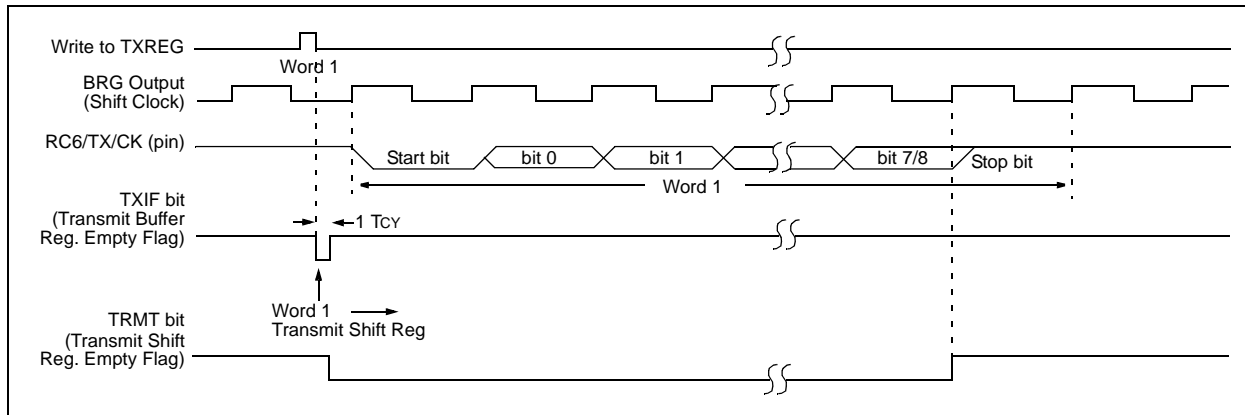 Write to TXREG
Word 1
BRG Output
(Shift Clock)
RC6/TX/CK (pin)
Start bit
bit 0
bit 1
bit 7/8
Stop bit
Word 1
TXIF bit
(Transmit Buffer
Reg. Empty Flag)
1 TCY
Word 1
Transmit Shift Reg
TRMT bit
(Transmit Shift
Reg. Empty Flag)